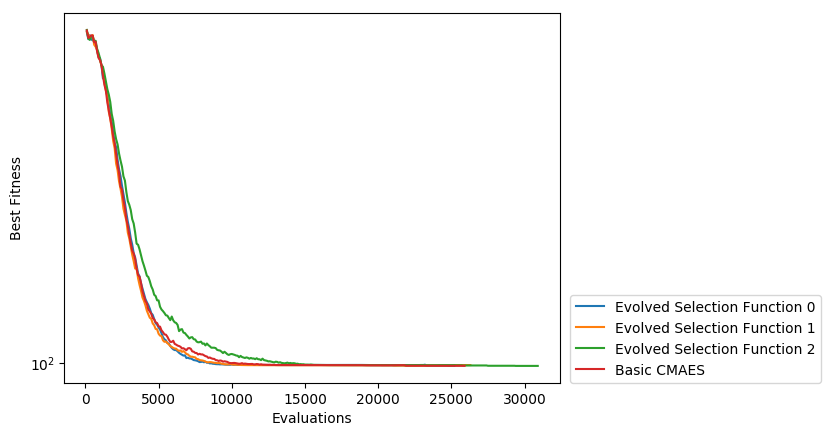 Best Fitness
10²
0 5000 10000 15000 20000 25000 30000
Evaluations
Evolved Selection Function 0
Evolved Selection Function 1
Evolved Selection Function 2
Basic CMAES